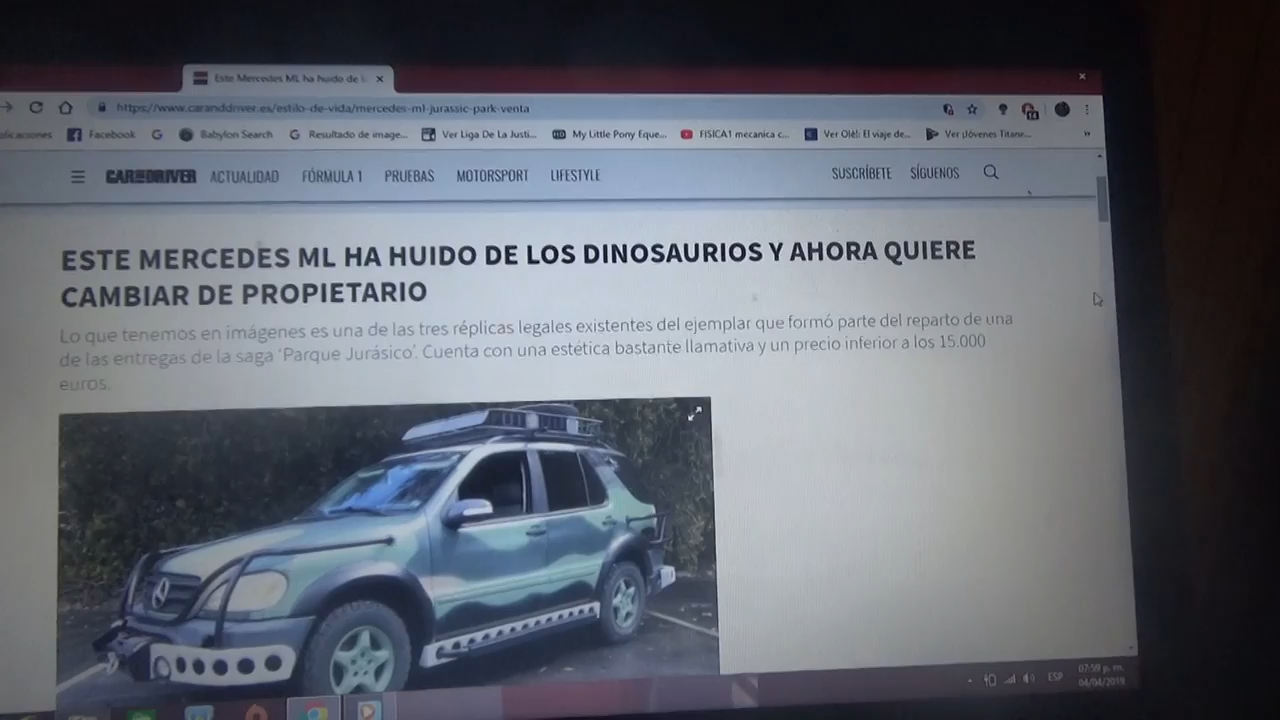 Este Mercedes ML ha huido de l
https://www.caranddriver.es/estilo-de-vida/mercedes-ml-jurassic-park-venta
Facebook
Babylon Search
Resultado de image...
Ver Liga De La Justi...
My Little Pony Eque...
FISICA1 mecanica c...
Ver Olé!: El viaje de...
Ver Jóvenes Titane...
CAR AND DRIVER
ACTUALIDAD
FÓRMULA 1
PRUEBAS
MOTORSPORT
LIFESTYLE
SUSCRÍBETE
SÍGUENOS
ESTE MERCEDES ML HA HUIDO DE LOS DINOSAURIOS Y AHORA QUIERE
CAMBIAR DE PROPIETARIO
Lo que tenemos en imágenes es una de las tres réplicas legales existentes del ejemplar que formó parte del reparto de una
de las entregas de la saga 'Parque Jurásico'. Cuenta con una estética bastante llamativa y un precio inferior a los 15.000
euros.
ESP
07:59 p. m.
04/04/2019